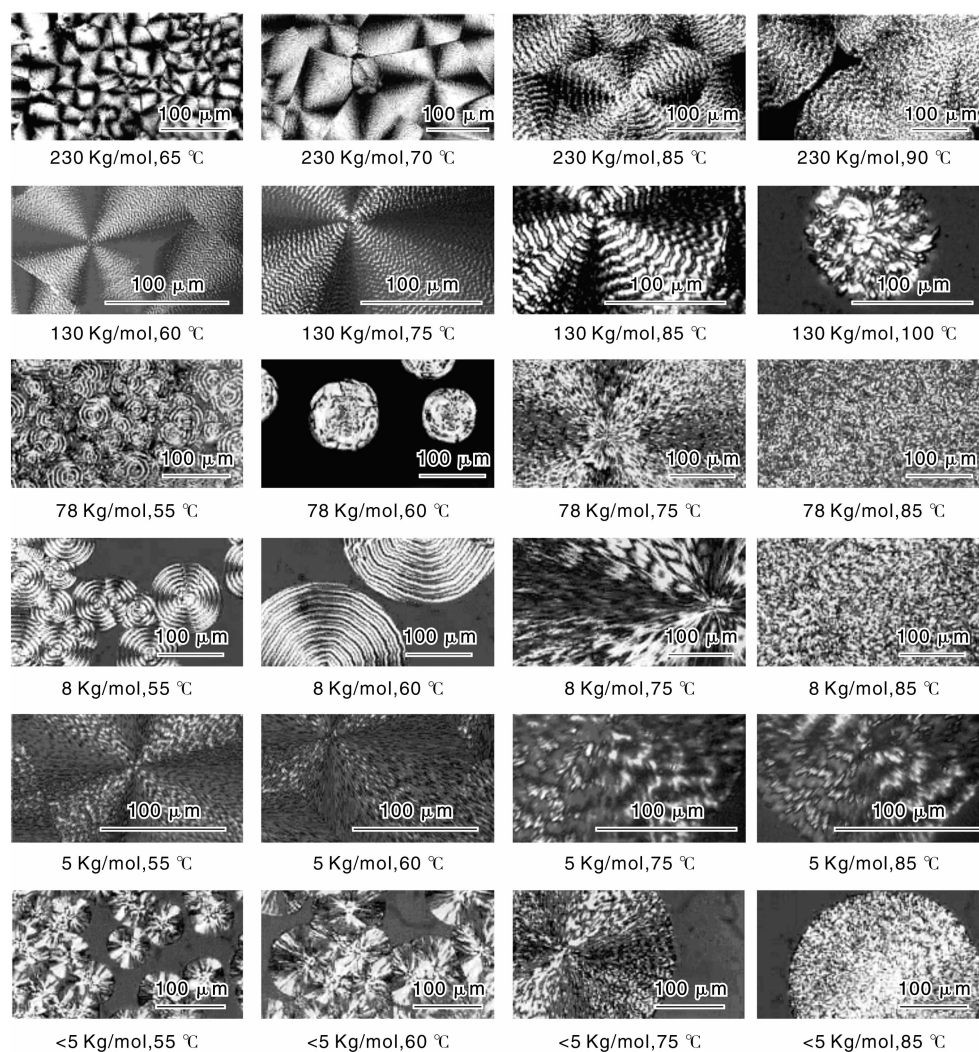 100 μm 100 μm 100 μm 100 μm
230 Kg/mol,65 ℃ 230 Kg/mol,70 ℃ 230 Kg/mol,85 ℃ 230 Kg/mol,90 ℃
100 μm 100 μm 100 μm 100 μm
130 Kg/mol,60 ℃ 130 Kg/mol,75 ℃ 130 Kg/mol,85 ℃ 130 Kg/mol,100 ℃
100 μm 100 μm 100 μm 100 μm
78 Kg/mol,55 ℃ 78 Kg/mol,60 ℃ 78 Kg/mol,75 ℃ 78 Kg/mol,85 ℃
100 μm 100 μm 100 μm 100 μm
8 Kg/mol,55 ℃ 8 Kg/mol,60 ℃ 8 Kg/mol,75 ℃ 8 Kg/mol,85 ℃
100 μm 100 μm 100 μm 100 μm
5 Kg/mol,55 ℃ 5 Kg/mol,60 ℃ 5 Kg/mol,75 ℃ 5 Kg/mol,85 ℃
100 μm 100 μm 100 μm 100 μm
<5 Kg/mol,55 ℃ <5 Kg/mol,60 ℃ <5 Kg/mol,75 ℃ <5 Kg/mol,85 ℃